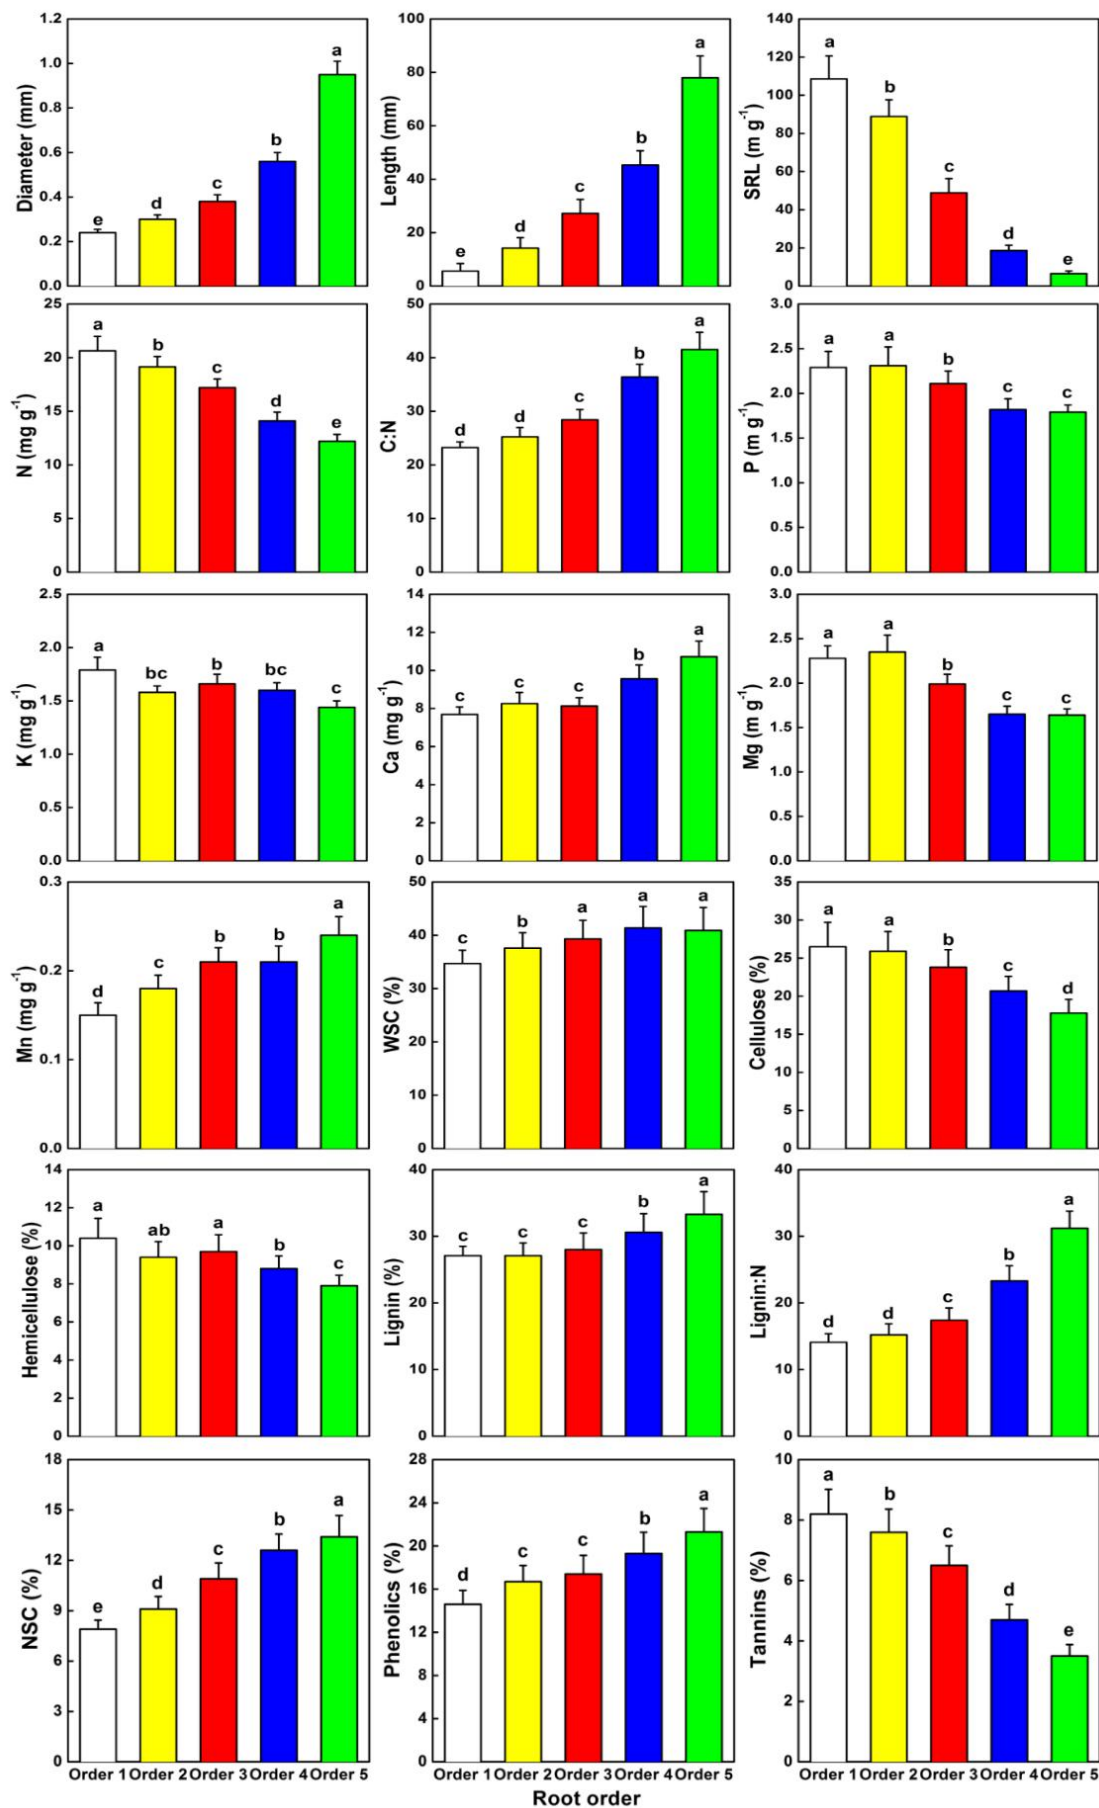 Diameter (mm)
1.2
1.0
0.8
0.6
0.4
0.2
0.0
e
d
c
b
a
Length (mm)
100
80
60
40
20
0
e
d
c
b
a
SRL (m g⁻¹)
140
120
100
80
60
40
20
0
a
b
c
d
e
N (mg g⁻¹)
25
20
15
10
5
0
a
b
c
d
e
C:N
50
40
30
20
10
0
d
d
c
b
a
P (m g⁻¹)
3.0
2.5
2.0
1.5
1.0
0.5
0.0
a
a
b
c
c
K (mg g⁻¹)
2.5
2.0
1.5
1.0
0.5
0.0
a
bc
b
bc
c
Ca (mg g⁻¹)
14
12
10
8
6
4
2
0
c
c
c
b
a
Mg (m g⁻¹)
3.0
2.5
2.0
1.5
1.0
0.5
0.0
a
a
b
c
c
Mn (mg g⁻¹)
0.3
0.2
0.1
0.0
d
c
b
b
a
WSC (%)
50
40
30
20
10
0
c
b
a
a
a
Cellulose (%)
35
30
25
20
15
10
5
0
a
a
b
c
d
Hemicellulose (%)
14
12
10
8
6
4
2
0
a
ab
a
b
c
Lignin (%)
40
30
20
10
0
c
c
c
b
a
Lignin:N
40
30
20
10
0
d
d
c
b
a
NSC (%)
18
15
12
9
6
3
0
e
d
c
b
a
Order 1 Order 2 Order 3 Order 4 Order 5
Phenolics (%)
28
24
20
16
12
8
4
0
d
c
c
b
a
Order 1 Order 2 Order 3 Order 4 Order 5
Tannins (%)
10
8
6
4
2
0
a
b
c
d
e
Order 1 Order 2 Order 3 Order 4 Order 5
Root order